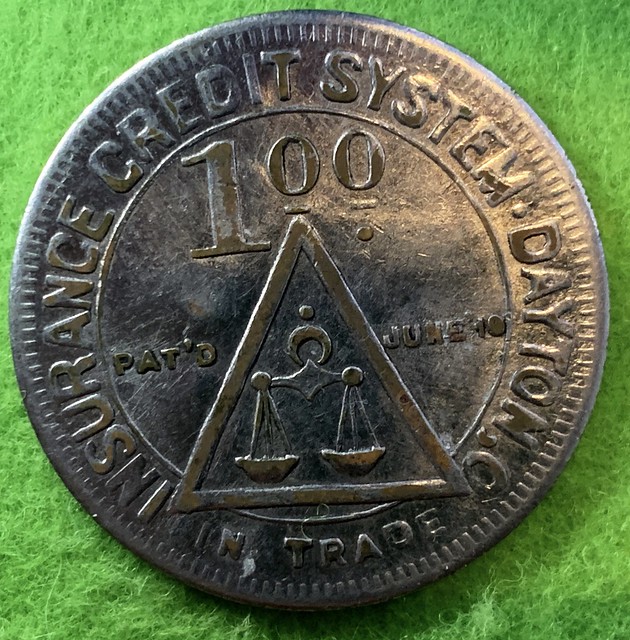 INSURANCE CREDIT SYSTEM · DAYTON, O
1 00
PAT'D JUNE 10
IN TRADE